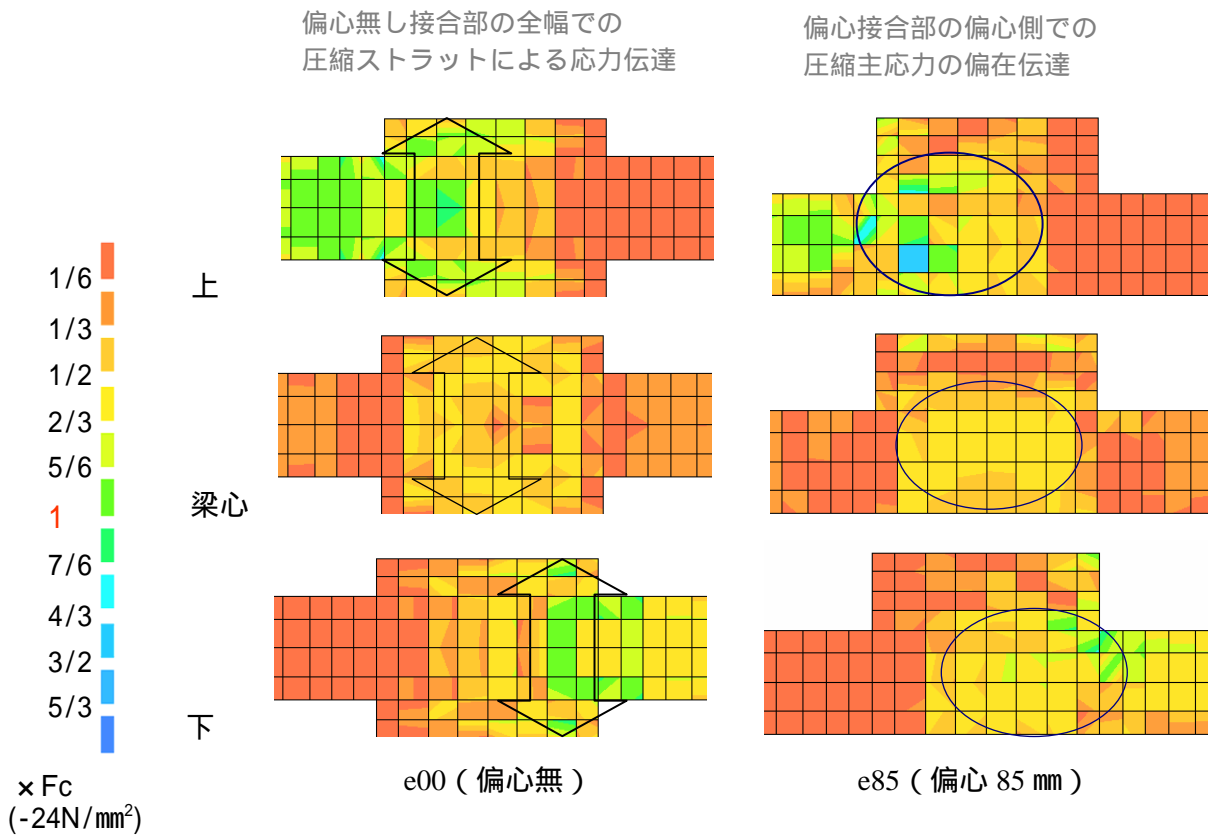 偏心無し接合部の全幅での
圧縮ストラットによる応力伝達
偏心接合部の偏心側での
圧縮主応力の偏在伝達
1/6
1/3
1/2
2/3
5/6
1
7/6
4/3
3/2
5/3
×Fc
(-24N/mm²)
上
梁心
下
e00（偏心無）
e85（偏心 85 ㎜）